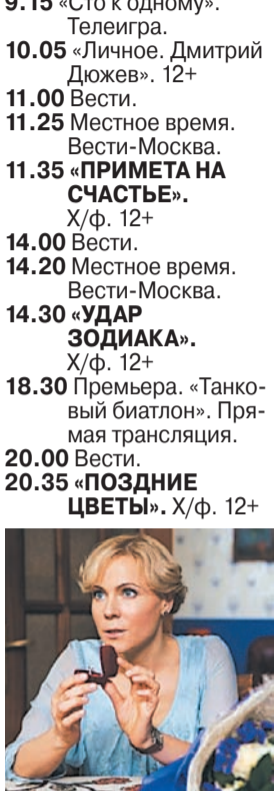 9.15 «Сто к одному».
Телеигра.
10.05 «Личное. Дмитрий
Дюжев». 12+
11.00 Вести.
11.25 Местное время.
Вести-Москва.
11.35 «ПРИМЕТА НА
СЧАСТЬЕ».
Х/ф. 12+
14.00 Вести.
14.20 Местное время.
Вести-Москва.
14.30 «УДАР
ЗОДИАКА».
Х/ф. 12+
18.30 Премьера. «Танко-
вый биатлон». Пря-
мая трансляция.
20.00 Вести.
20.35 «ПОЗДНИЕ
ЦВЕТЫ». Х/ф. 12+